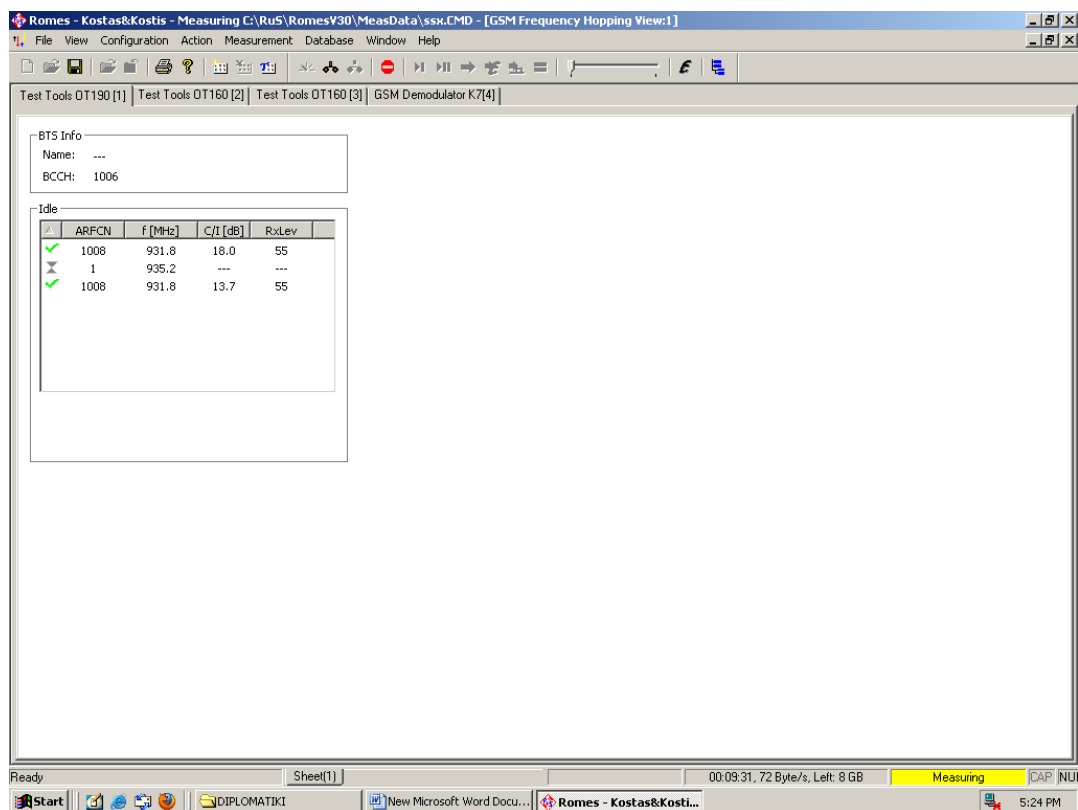 Romes - Kostas&Kostis - Measuring C:\RuS\RomesV30\MeasData\ssx.CMD - [GSM Frequency Hopping View:1]
File View Configuration Action Measurement Database Window Help
Test Tools OT190 [1] Test Tools OT160 [2] Test Tools OT160 [3] GSM Demodulator K7[4]
BTS Info
Name: ---
BCCH: 1006
Idle
ARFCN f [MHz] C/I [dB] RxLev
1008 931.8 18.0 55
1 935.2 --- ---
1008 931.8 13.7 55
Ready Sheet(1) 00:09:31, 72 Byte/s, Left: 8 GB Measuring CAP NUI
Start DIPLOMATIKI New Microsoft Word Docu... Romes - Kostas&Kosti... 5:24 PM